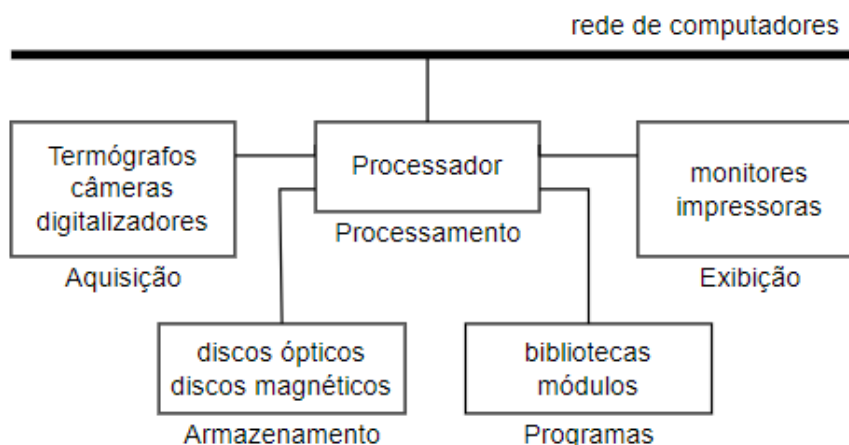 rede de computadores
Termógrafos
câmeras
digitalizadores
Aquisição
Processador
Processamento
monitores
impressoras
Exibição
discos ópticos
discos magnéticos
Armazenamento
bibliotecas
módulos
Programas